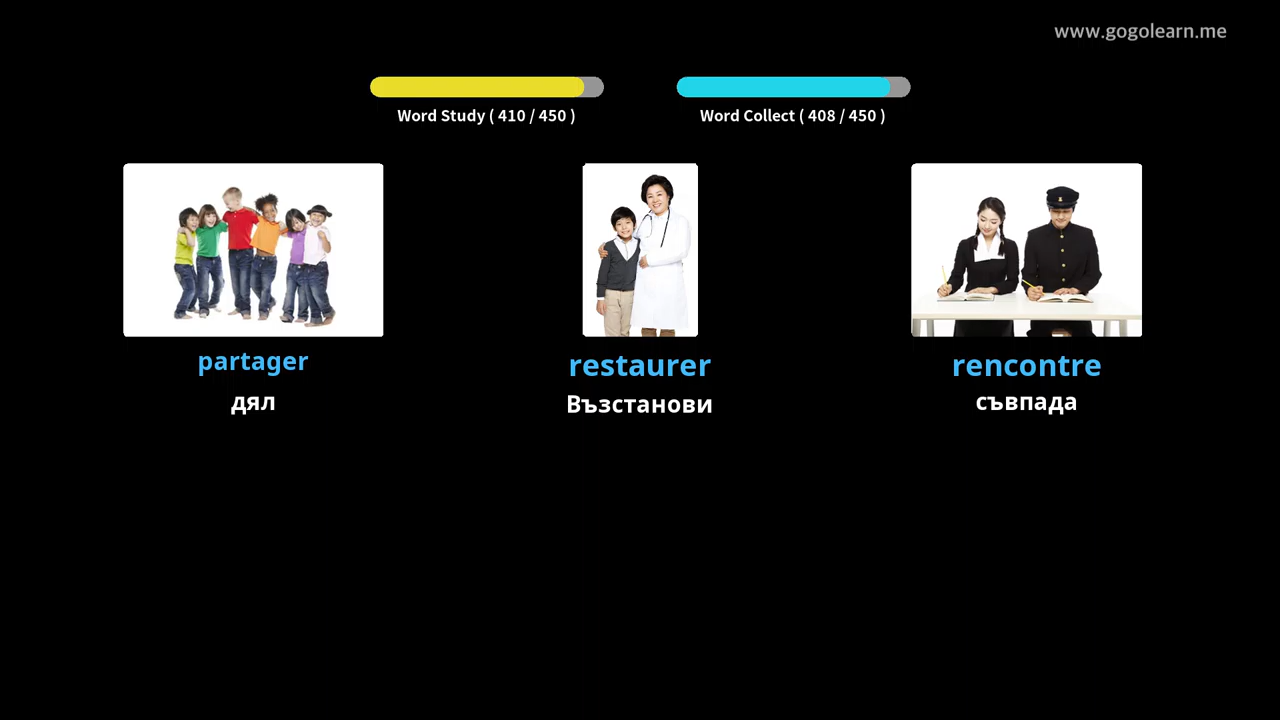 www.gogolearn.me
Word Study ( 410 / 450 )
Word Collect ( 408 / 450 )
partager
restaurer
rencontre
дял
Възстанови
съвпада